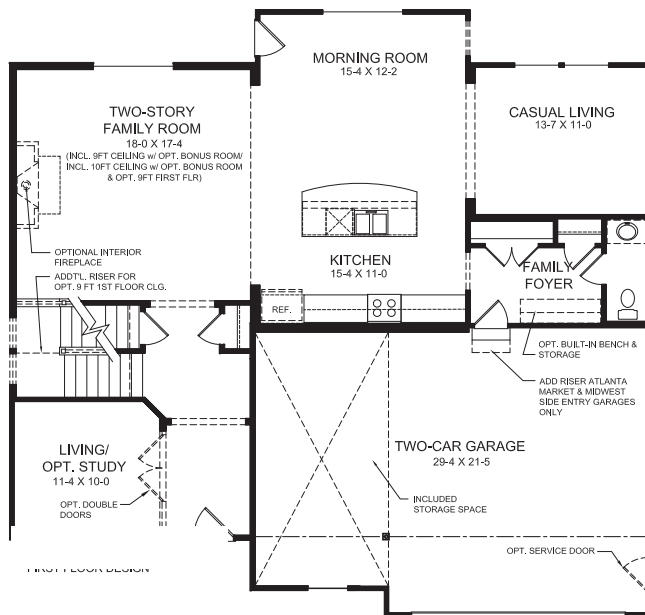 MORNING ROOM
15-4 X 12-2
TWO-STORY
FAMILY ROOM
18-0 X 17-4
(INCL. 9FT CEILING w/ OPT. BONUS ROOM/
INCL. 10FT CEILING w/ OPT. BONUS ROOM
& OPT. 9FT FIRST FLR)
CASUAL LIVING
13-7 X 11-0
OPTIONAL INTERIOR
FIREPLACE
ADDT'L. RISER FOR
OPT. 9 FT 1ST FLOOR CLG.
KITCHEN
15-4 X 11-0
REF.
FAMILY
FOYER
OPT. BUILT-IN BENCH &
STORAGE
ADD RISER ATLANTA
MARKET & MIDWEST
SIDE ENTRY GARAGES
ONLY
LIVING/
OPT. STUDY
11-4 X 10-0
OPT. DOUBLE
DOORS
TWO-CAR GARAGE
29-4 X 21-5
INCLUDED
STORAGE SPACE
OPT. SERVICE DOOR
FIRST FLOOR DESIGN